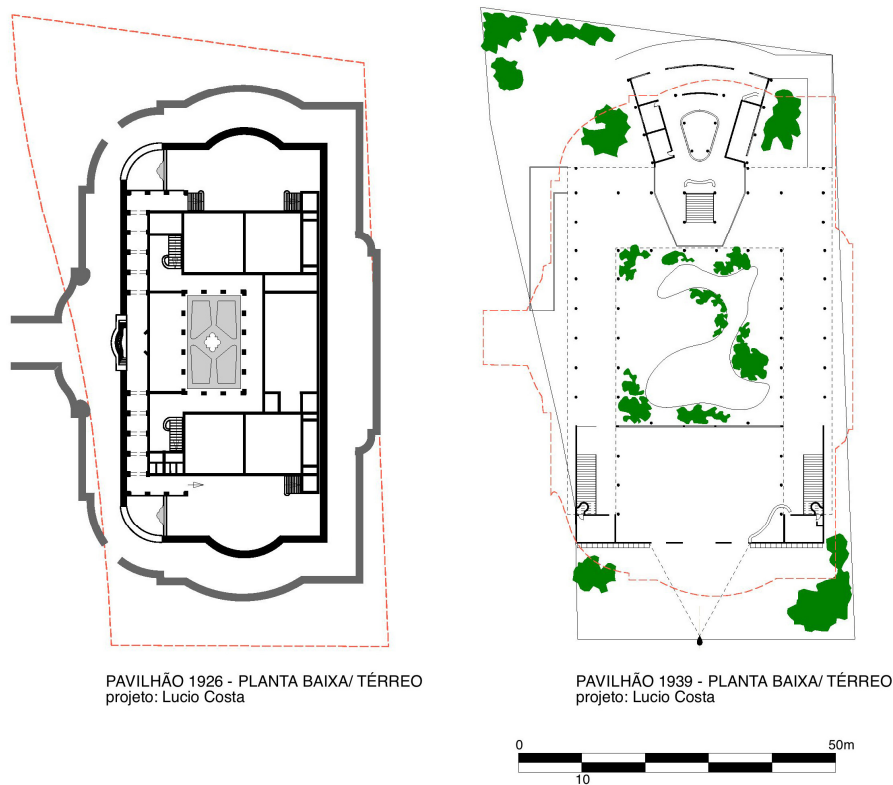 PAVILHÃO 1926 - PLANTA BAIXA/ TÉRREO
projeto: Lucio Costa
PAVILHÃO 1939 - PLANTA BAIXA/ TÉRREO
projeto: Lucio Costa
0 50m
10